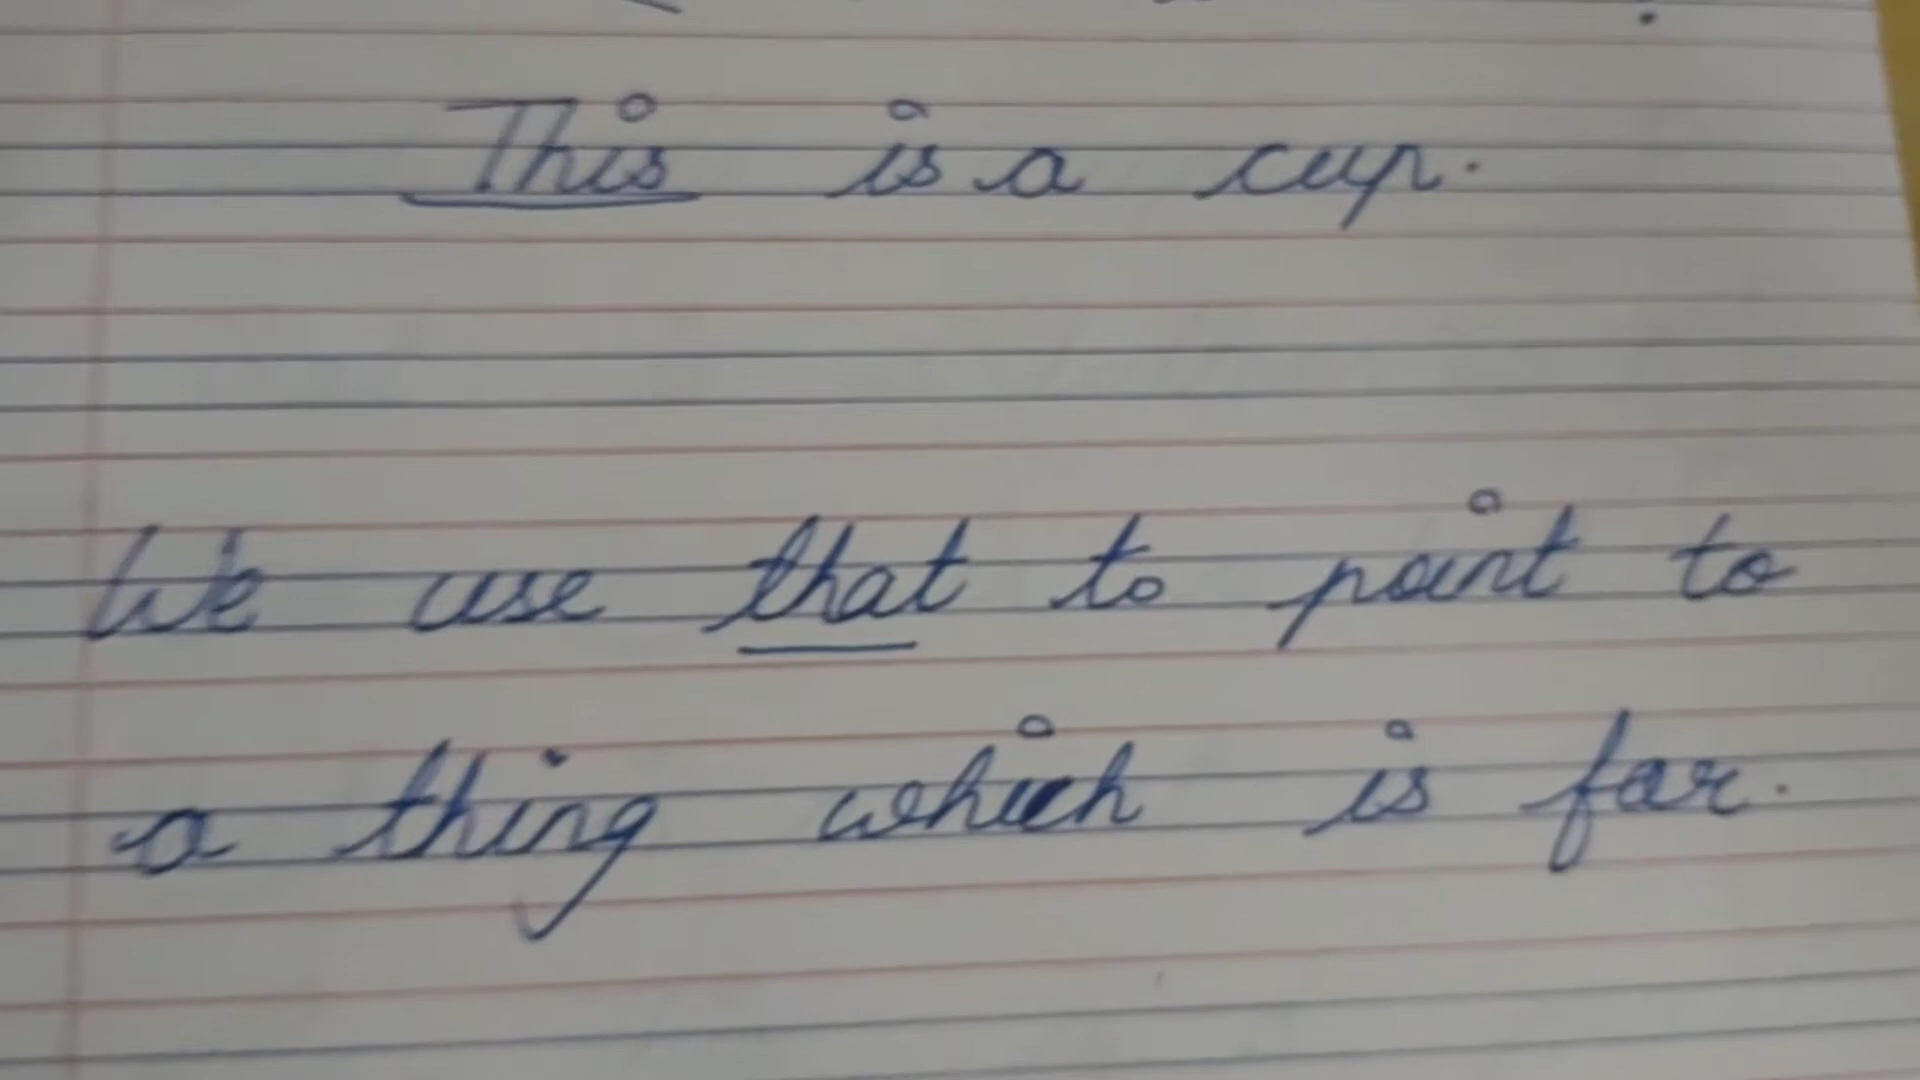 This is a cup.
We use that to point to
a thing which is far.